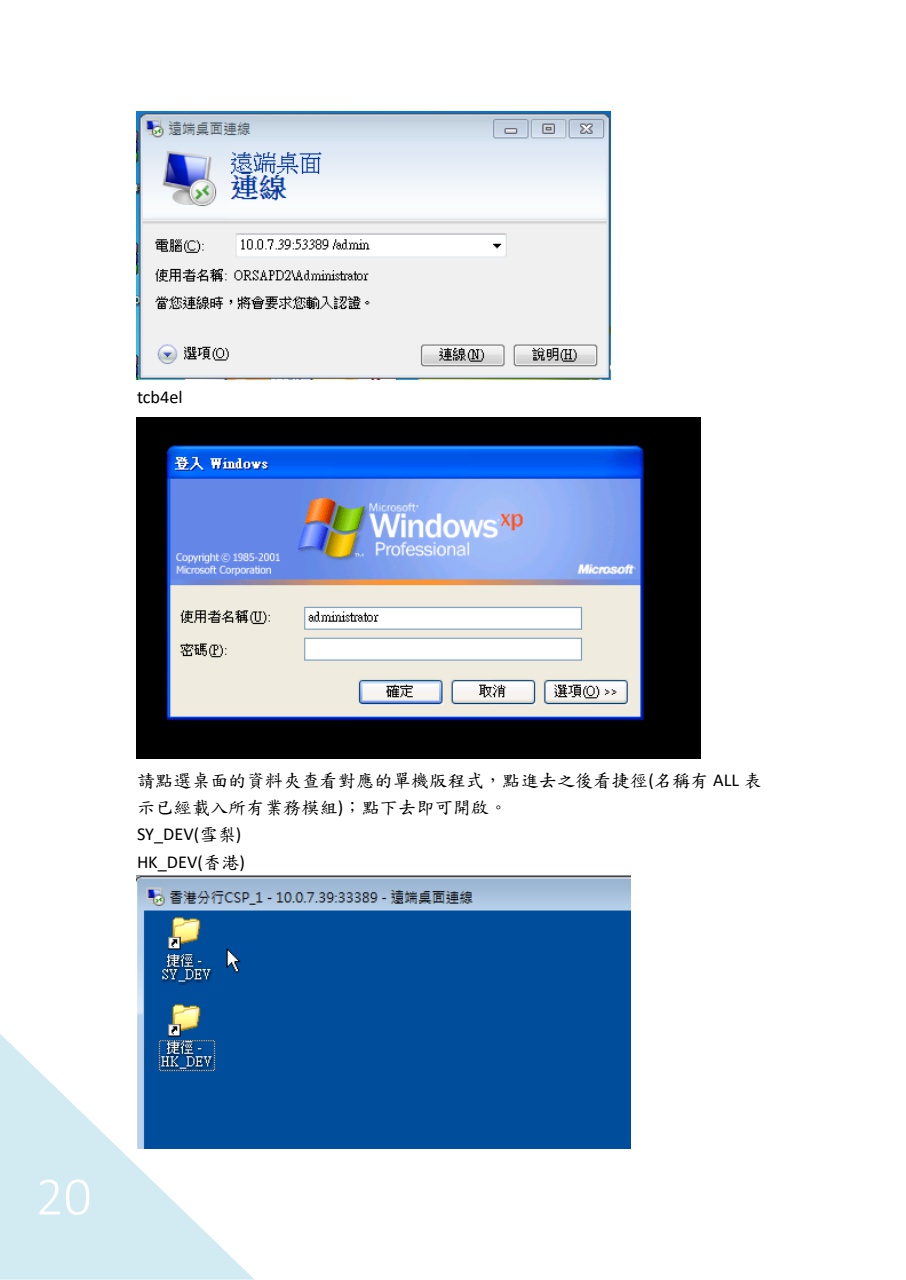 遠端桌面連線
遠端桌面
連線
電腦(C): 10.0.7.39:53389 /admin
使用者名稱: ORSAPD2\Administrator
當您連線時，將會要求您輸入認證。
選項(O) 連線(N) 說明(H)
tcb4el
登入 Windows
Microsoft
Windows xp
Professional
Copyright © 1985-2001
Microsoft Corporation
Microsoft
使用者名稱(U): administrator
密碼(P):
確定 取消 選項(O) >>
請點選桌面的資料夾查看對應的單機版程式，點進去之後看捷徑(名稱有 ALL 表
示已經載入所有業務模組)；點下去即可開啟。
SY_DEV(雪梨)
HK_DEV(香港)
香港分行CSP_1 - 10.0.7.39:33389 - 遠端桌面連線
捷徑 -
SY_DEV
捷徑 -
HK_DEV
20